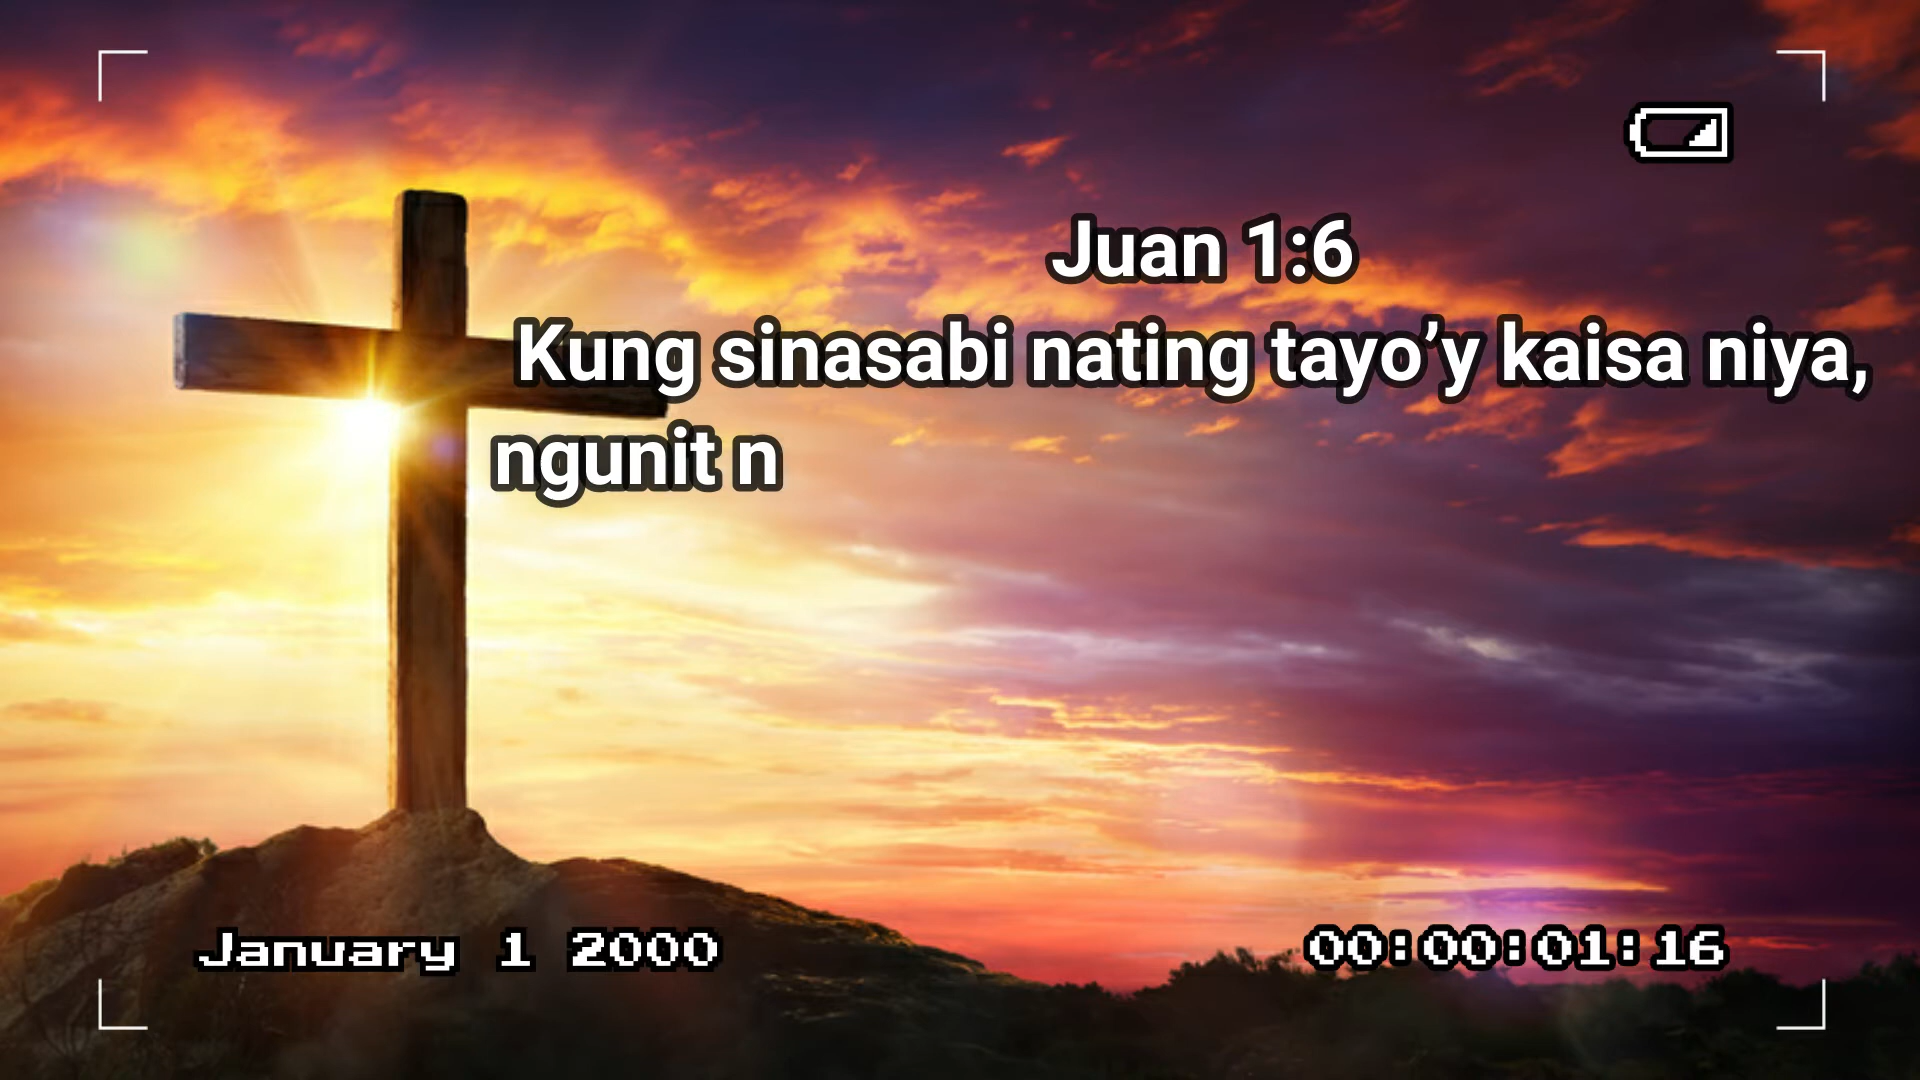 Juan 1:6
Kung sinasabi nating tayo’y kaisa niya,
ngunit n
January 1 2000
00:00:01:16